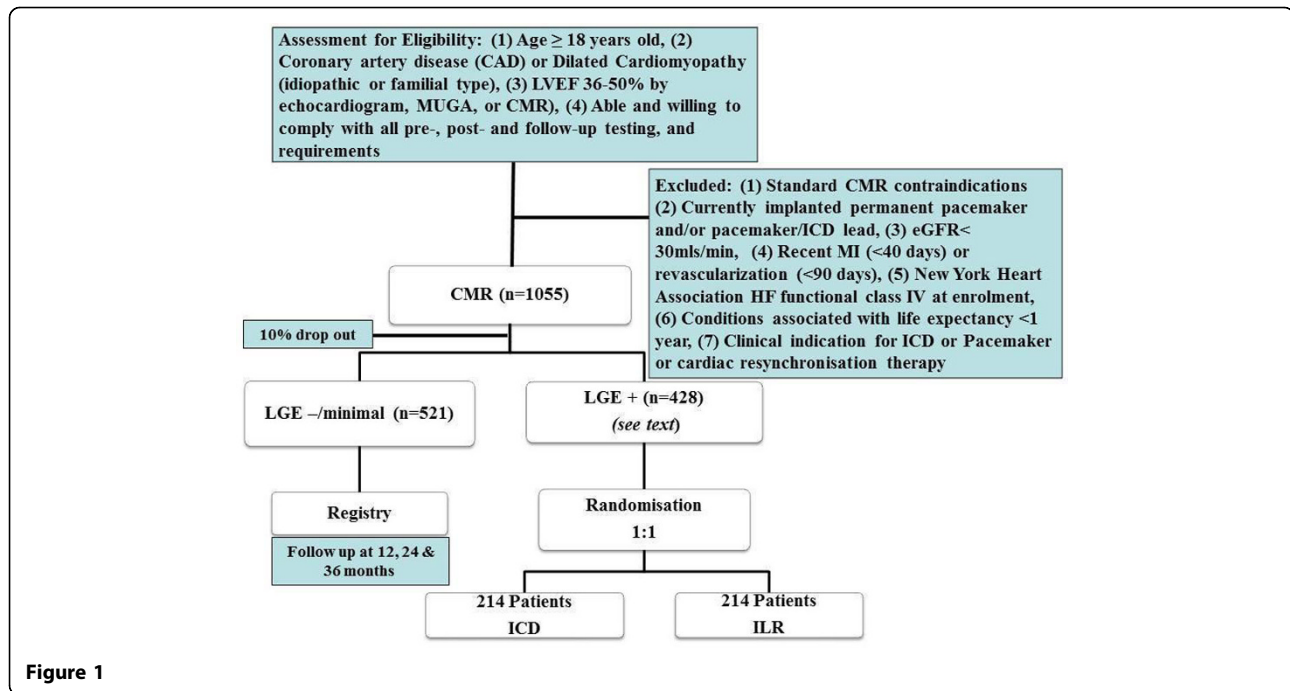 Assessment for Eligibility: (1) Age ≥ 18 years old, (2)
Coronary artery disease (CAD) or Dilated Cardiomyopathy
(idiopathic or familial type), (3) LVEF 36-50% by
echocardiogram, MUGA, or CMR), (4) Able and willing to
comply with all pre-, post- and follow-up testing, and
requirements
Excluded: (1) Standard CMR contraindications
(2) Currently implanted permanent pacemaker
and/or pacemaker/ICD lead, (3) eGFR<
30mls/min, (4) Recent MI (<40 days) or
revascularization (<90 days), (5) New York Heart
Association HF functional class IV at enrolment,
(6) Conditions associated with life expectancy <1
year, (7) Clinical indication for ICD or Pacemaker
or cardiac resynchronisation therapy
CMR (n=1055)
10% drop out
LGE –/minimal (n=521)
LGE + (n=428)
(see text)
Registry
Follow up at 12, 24 &
36 months
Randomisation
1:1
214 Patients
ICD
214 Patients
ILR
Figure 1